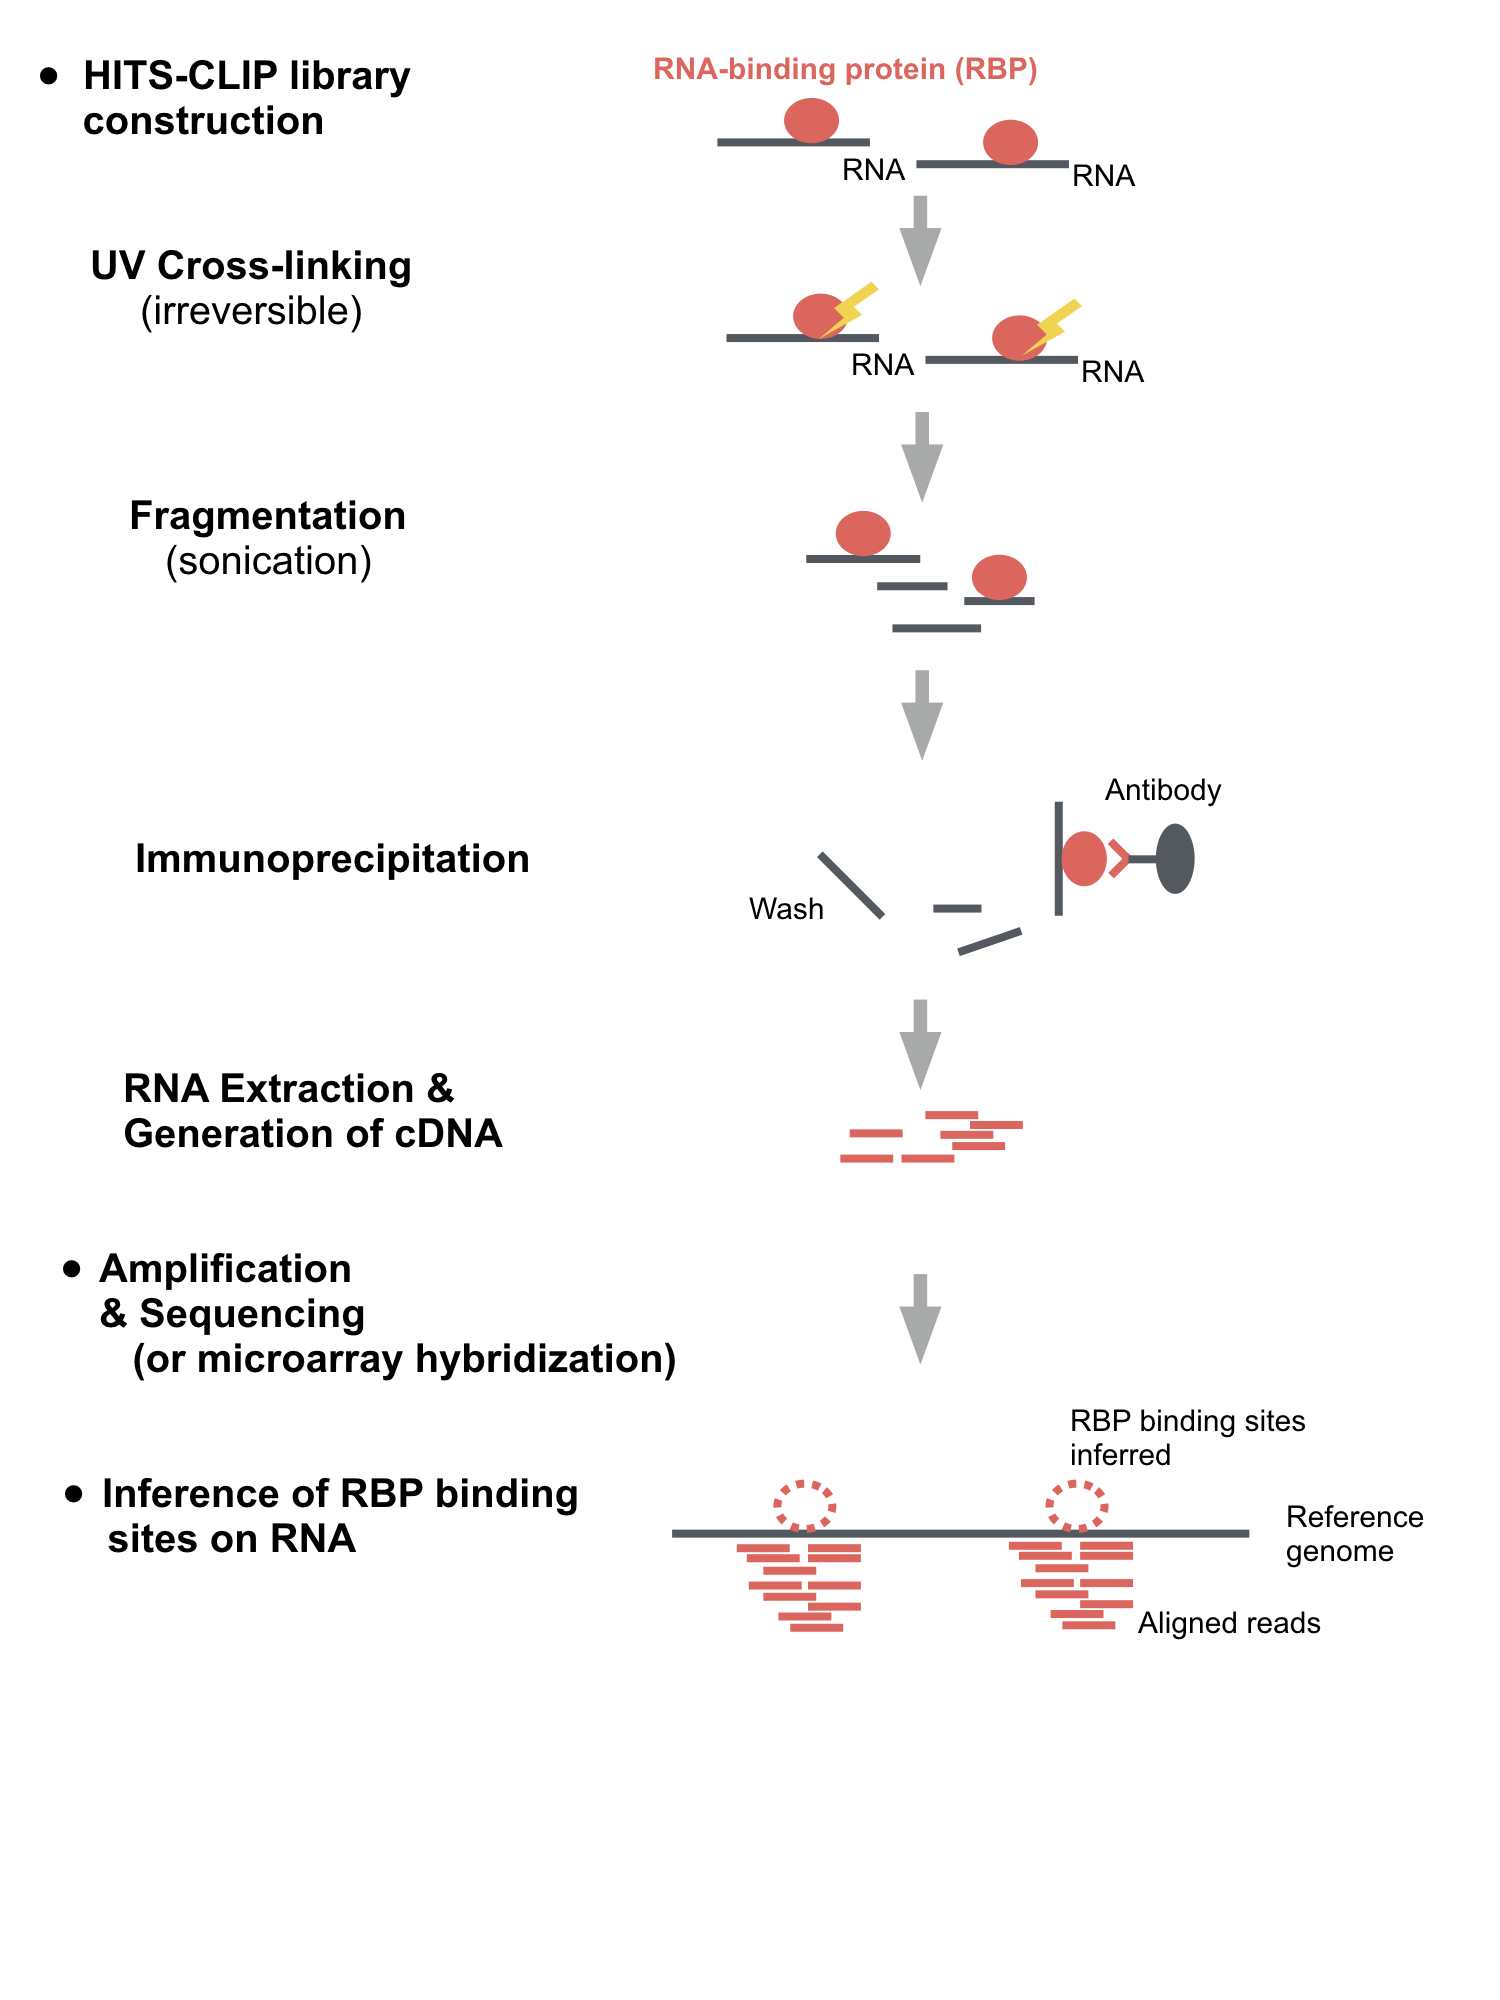 • HITS-CLIP library
construction
RNA-binding protein (RBP)
RNA
RNA
UV Cross-linking
(irreversible)
RNA
RNA
Fragmentation
(sonication)
Antibody
Immunoprecipitation
Wash
RNA Extraction &
Generation of cDNA
• Amplification
& Sequencing
(or microarray hybridization)
RBP binding sites
inferred
• Inference of RBP binding
sites on RNA
Reference
genome
Aligned reads